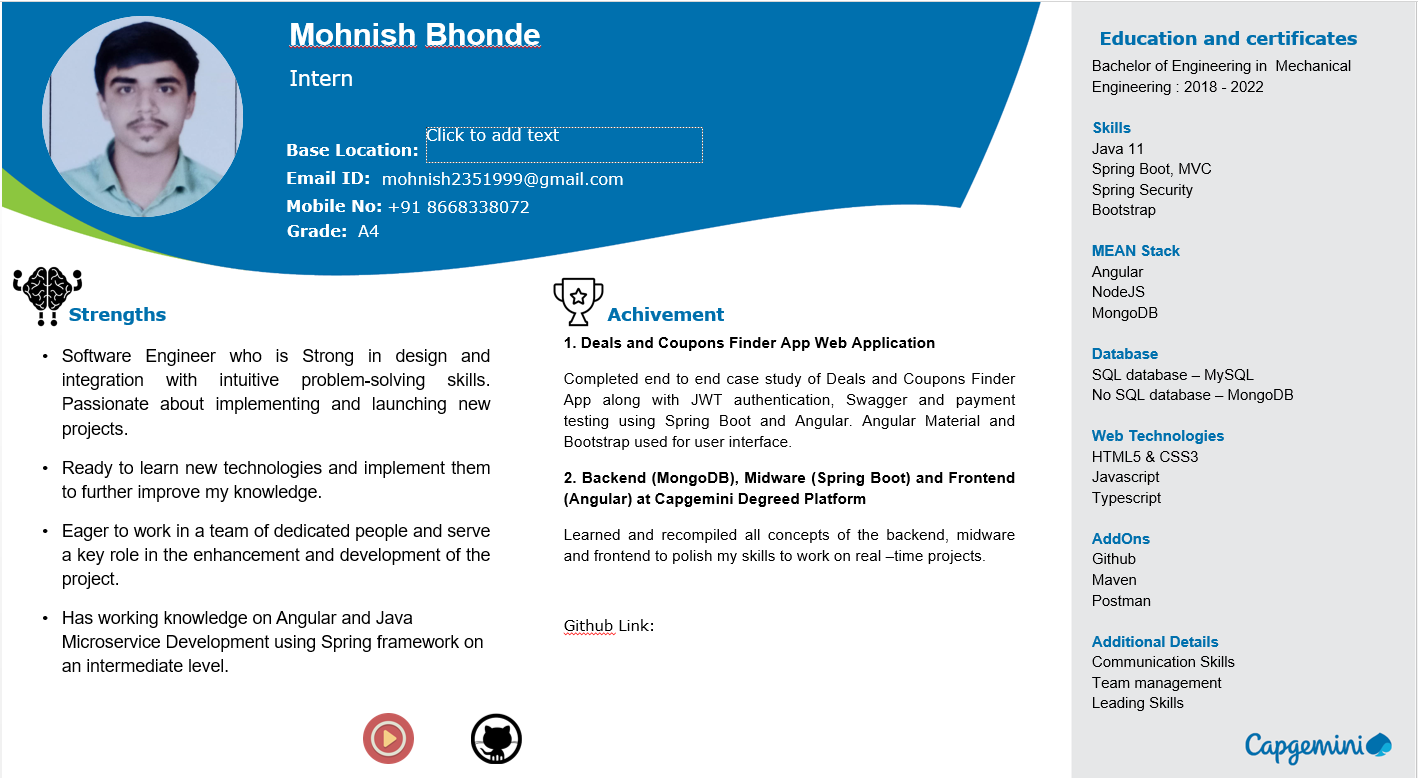 Mohnish Bhonde
Intern
Base Location: Click to add text
Email ID: mohnish2351999@gmail.com
Mobile No: +91 8668338072
Grade: A4
Strengths
• Software Engineer who is Strong in design and
integration with intuitive problem-solving skills.
Passionate about implementing and launching new
projects.
• Ready to learn new technologies and implement them
to further improve my knowledge.
• Eager to work in a team of dedicated people and serve
a key role in the enhancement and development of the
project.
• Has working knowledge on Angular and Java
Microservice Development using Spring framework on
an intermediate level.
Achivement
1. Deals and Coupons Finder App Web Application
Completed end to end case study of Deals and Coupons Finder
App along with JWT authentication, Swagger and payment
testing using Spring Boot and Angular. Angular Material and
Bootstrap used for user interface.
2. Backend (MongoDB), Midware (Spring Boot) and Frontend
(Angular) at Capgemini Degreed Platform
Learned and recompiled all concepts of the backend, midware
and frontend to polish my skills to work on real –time projects.
Github Link:
Education and certificates
Bachelor of Engineering in Mechanical
Engineering : 2018 - 2022
Skills
Java 11
Spring Boot, MVC
Spring Security
Bootstrap
MEAN Stack
Angular
NodeJS
MongoDB
Database
SQL database – MySQL
No SQL database – MongoDB
Web Technologies
HTML5 & CSS3
Javascript
Typescript
AddOns
Github
Maven
Postman
Additional Details
Communication Skills
Team management
Leading Skills
Capgemini